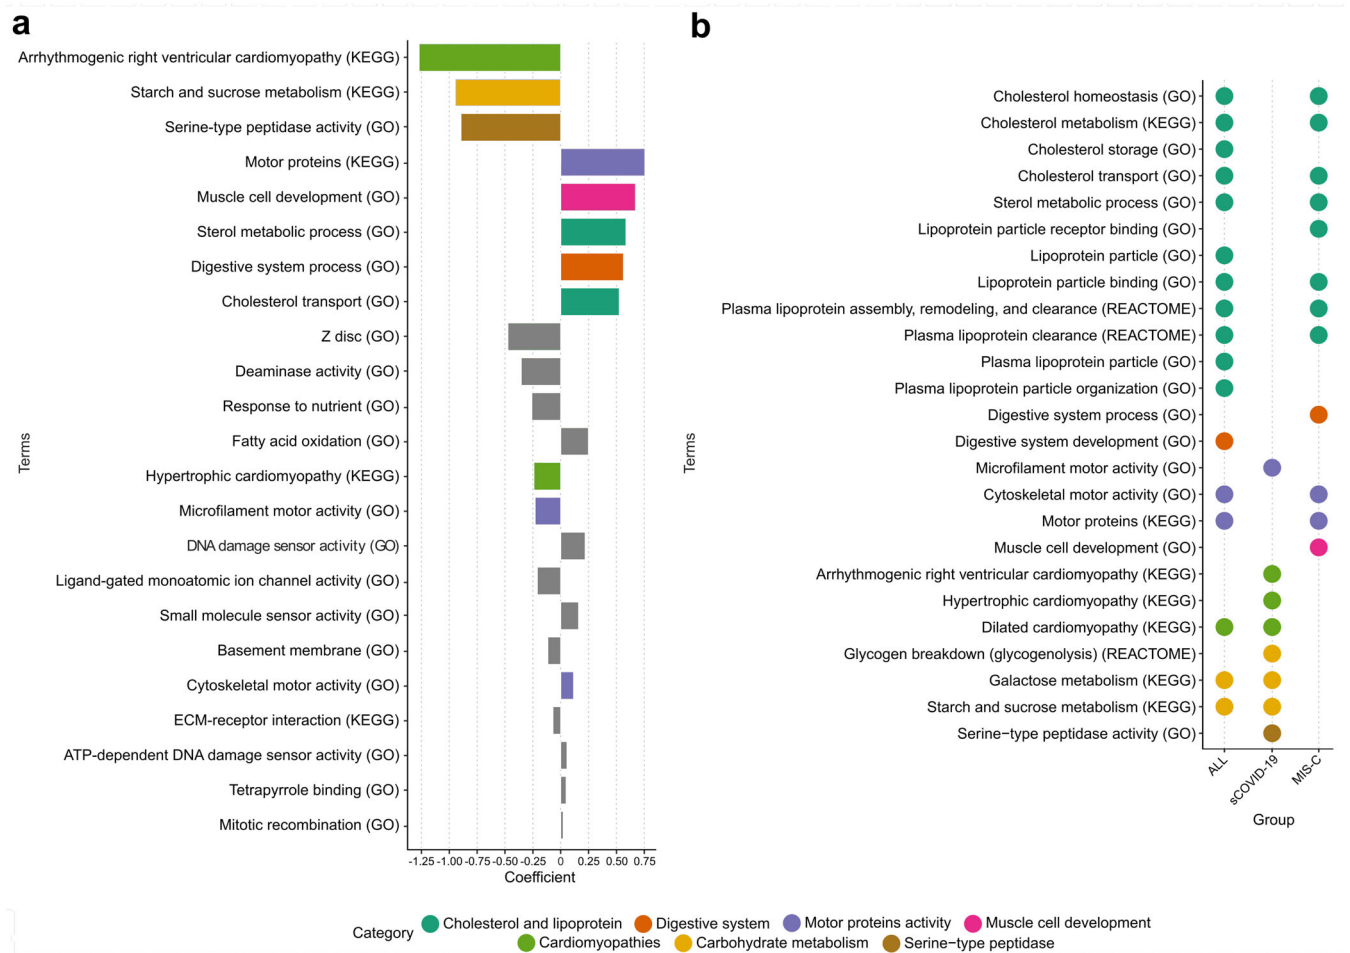 a
Arrhythmogenic right ventricular cardiomyopathy (KEGG)
Starch and sucrose metabolism (KEGG)
Serine-type peptidase activity (GO)
Motor proteins (KEGG)
Muscle cell development (GO)
Sterol metabolic process (GO)
Digestive system process (GO)
Cholesterol transport (GO)
Z disc (GO)
Deaminase activity (GO)
Response to nutrient (GO)
Fatty acid oxidation (GO)
Hypertrophic cardiomyopathy (KEGG)
Microfilament motor activity (GO)
DNA damage sensor activity (GO)
Ligand-gated monoatomic ion channel activity (GO)
Small molecule sensor activity (GO)
Basement membrane (GO)
Cytoskeletal motor activity (GO)
ECM-receptor interaction (KEGG)
ATP-dependent DNA damage sensor activity (GO)
Tetrapyrrole binding (GO)
Mitotic recombination (GO)
Terms
-1.25 -1.00 -0.75 -0.50 -0.25 0 0.25 0.50 0.75
Coefficient
b
Cholesterol homeostasis (GO)
Cholesterol metabolism (KEGG)
Cholesterol storage (GO)
Cholesterol transport (GO)
Sterol metabolic process (GO)
Lipoprotein particle receptor binding (GO)
Lipoprotein particle (GO)
Lipoprotein particle binding (GO)
Plasma lipoprotein assembly, remodeling, and clearance (REACTOME)
Plasma lipoprotein clearance (REACTOME)
Plasma lipoprotein particle (GO)
Plasma lipoprotein particle organization (GO)
Digestive system process (GO)
Digestive system development (GO)
Microfilament motor activity (GO)
Cytoskeletal motor activity (GO)
Motor proteins (KEGG)
Muscle cell development (GO)
Arrhythmogenic right ventricular cardiomyopathy (KEGG)
Hypertrophic cardiomyopathy (KEGG)
Dilated cardiomyopathy (KEGG)
Glycogen breakdown (glycogenolysis) (REACTOME)
Galactose metabolism (KEGG)
Starch and sucrose metabolism (KEGG)
Serine−type peptidase activity (GO)
Terms
ALL sCOVID-19 MIS-C
Group
Category Cholesterol and lipoprotein Digestive system Motor proteins activity Muscle cell development
Cardiomyopathies Carbohydrate metabolism Serine−type peptidase